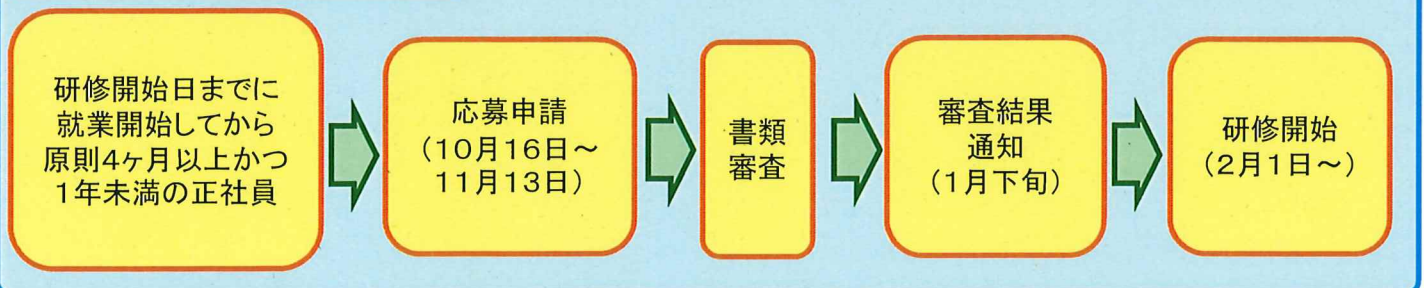 研修開始日までに
就業開始してから
原則4ヶ月以上かつ
1年未満の正社員
応募申請
(10月16日～
11月13日)
書類
審査
審査結果
通知
(1月下旬)
研修開始
(2月1日～)